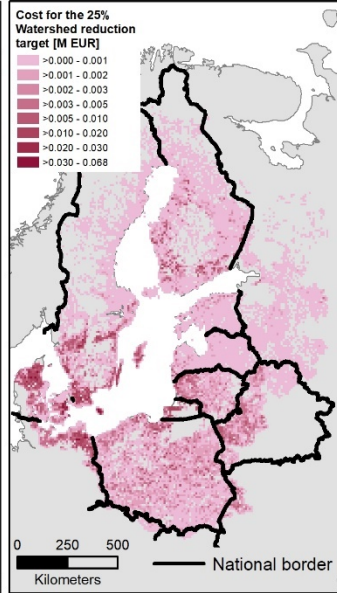 Cost for the 25%
Watershed reduction
target [M EUR]
>0.000 - 0.001
>0.001 - 0.002
>0.002 - 0.003
>0.003 - 0.005
>0.005 - 0.010
>0.010 - 0.020
>0.020 - 0.030
>0.030 - 0.068
0 250 500
Kilometers
National border